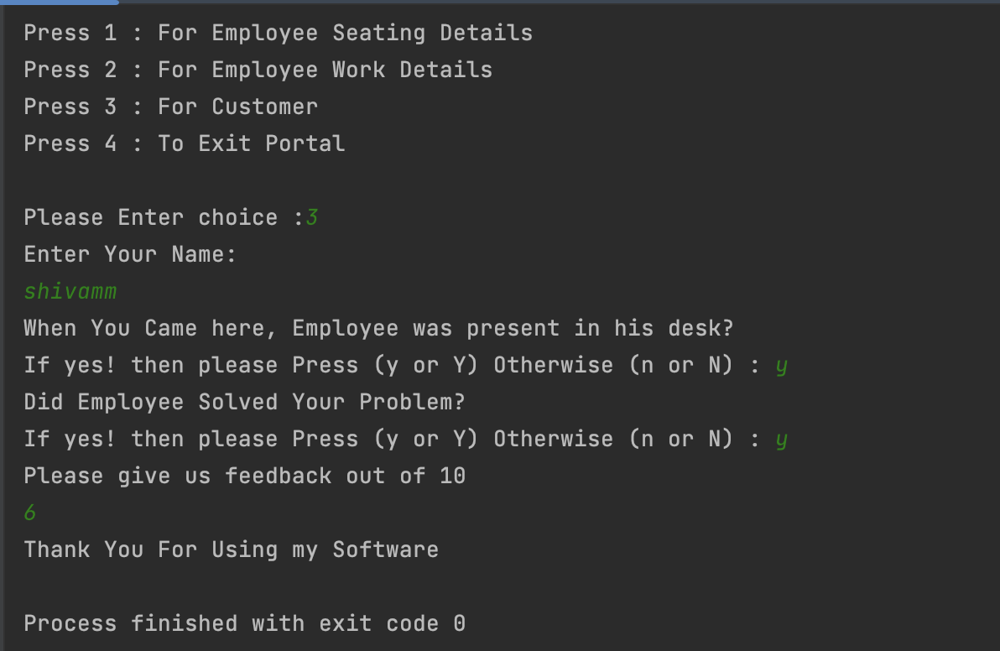 Press 1 : For Employee Seating Details
Press 2 : For Employee Work Details
Press 3 : For Customer
Press 4 : To Exit Portal
Please Enter choice :3
Enter Your Name:
shivamm
When You Came here, Employee was present in his desk?
If yes! then please Press (y or Y) Otherwise (n or N) : y
Did Employee Solved Your Problem?
If yes! then please Press (y or Y) Otherwise (n or N) : y
Please give us feedback out of 10
6
Thank You For Using my Software
Process finished with exit code 0